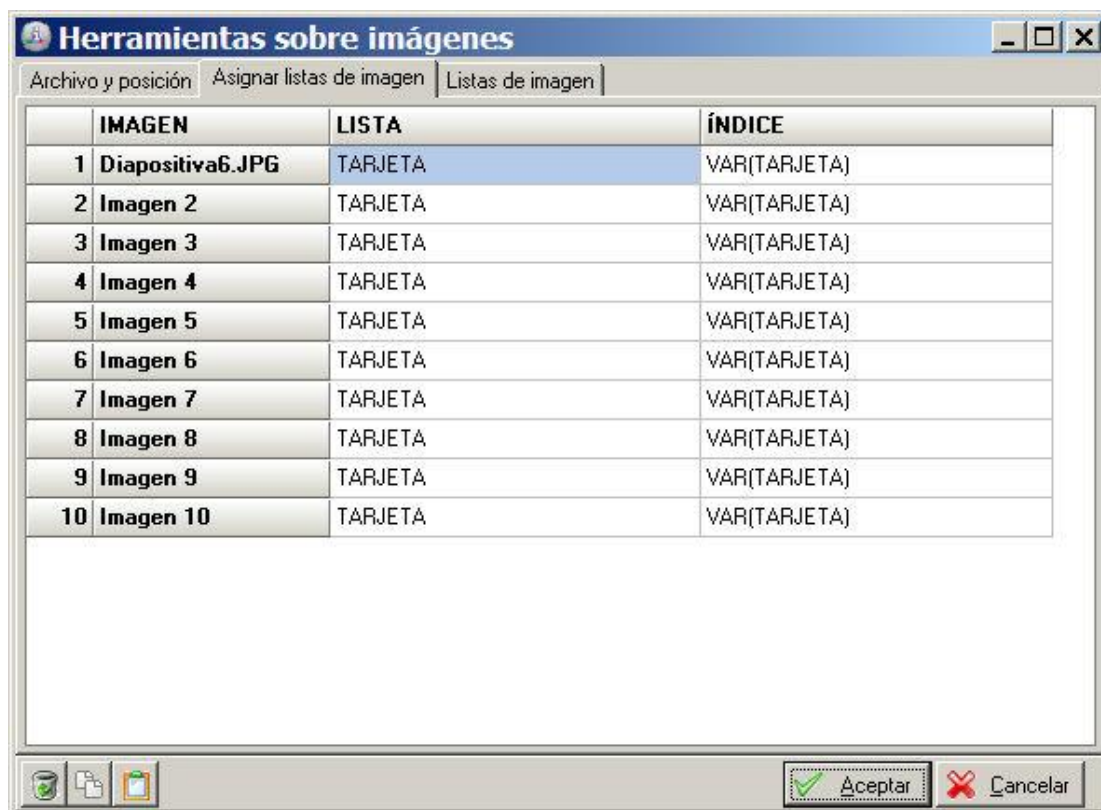 Herramientas sobre imágenes
Archivo y posición Asignar listas de imagen Listas de imagen
IMAGEN LISTA ÍNDICE
1 Diapositiva6.JPG TARJETA VAR(TARJETA)
2 Imagen 2 TARJETA VAR(TARJETA)
3 Imagen 3 TARJETA VAR(TARJETA)
4 Imagen 4 TARJETA VAR(TARJETA)
5 Imagen 5 TARJETA VAR(TARJETA)
6 Imagen 6 TARJETA VAR(TARJETA)
7 Imagen 7 TARJETA VAR(TARJETA)
8 Imagen 8 TARJETA VAR(TARJETA)
9 Imagen 9 TARJETA VAR(TARJETA)
10 Imagen 10 TARJETA VAR(TARJETA)
Aceptar Cancelar